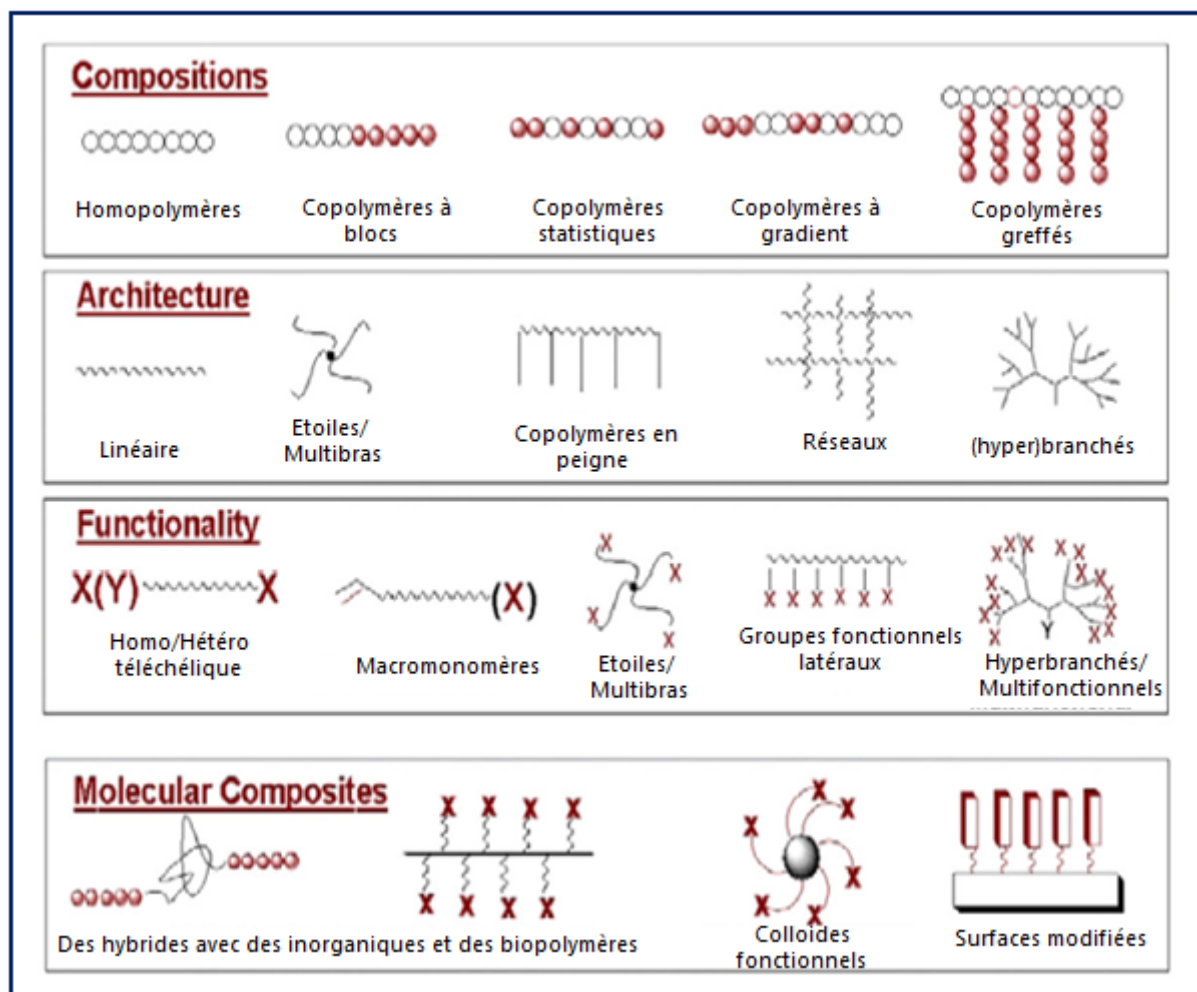 Compositions
Homopolymères
Copolymères à
blocs
Copolymères
statistiques
Copolymères à
gradient
Copolymères
greffés
Architecture
Linéaire
Etoiles/
Multibras
Copolymères en
peigne
Réseaux
(hyper)branchés
Functionality
X(Y) X
Homo/Hétéro
téléchélique
(X)
Macromonomères
X
X
X
X
Etoiles/
Multibras
X X X X X X
Groupes fonctionnels
latéraux
X X X X X X X X X X X X X X
Y
Hyperbranchés/
Multifonctionnels
Molecular Composites
X X X X
X X X X
Des hybrides avec des inorganiques et des biopolymères
X
X
X
X
X
X
Colloides
fonctionnels
Surfaces modifiées